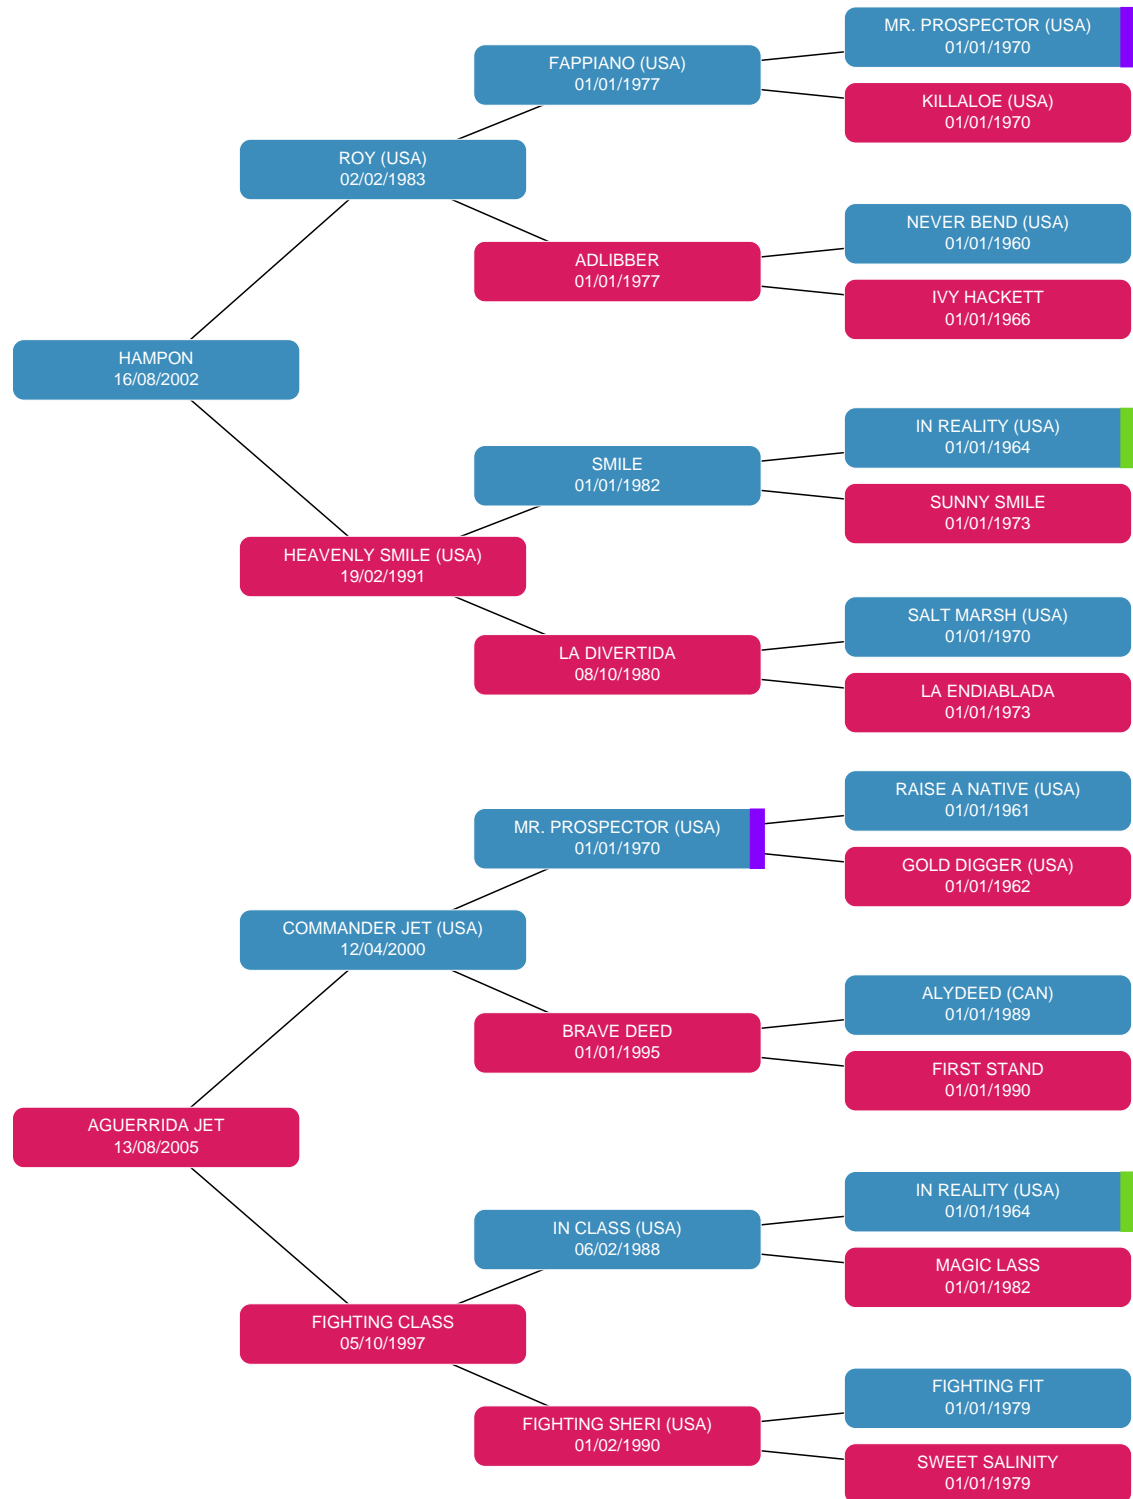 MR. PROSPECTOR (USA)
01/01/1970
FAPPIANO (USA)
01/01/1977
KILLALOE (USA)
01/01/1970
ROY (USA)
02/02/1983
NEVER BEND (USA)
01/01/1960
ADLIBBER
01/01/1977
IVY HACKETT
01/01/1966
HAMPON
16/08/2002
IN REALITY (USA)
01/01/1964
SMILE
01/01/1982
SUNNY SMILE
01/01/1973
HEAVENLY SMILE (USA)
19/02/1991
SALT MARSH (USA)
01/01/1970
LA DIVERTIDA
08/10/1980
LA ENDIABLADA
01/01/1973
RAISE A NATIVE (USA)
01/01/1961
MR. PROSPECTOR (USA)
01/01/1970
GOLD DIGGER (USA)
01/01/1962
COMMANDER JET (USA)
12/04/2000
ALYDEED (CAN)
01/01/1989
BRAVE DEED
01/01/1995
FIRST STAND
01/01/1990
AGUERRIDA JET
13/08/2005
IN REALITY (USA)
01/01/1964
IN CLASS (USA)
06/02/1988
MAGIC LASS
01/01/1982
FIGHTING CLASS
05/10/1997
FIGHTING FIT
01/01/1979
FIGHTING SHERI (USA)
01/02/1990
SWEET SALINITY
01/01/1979